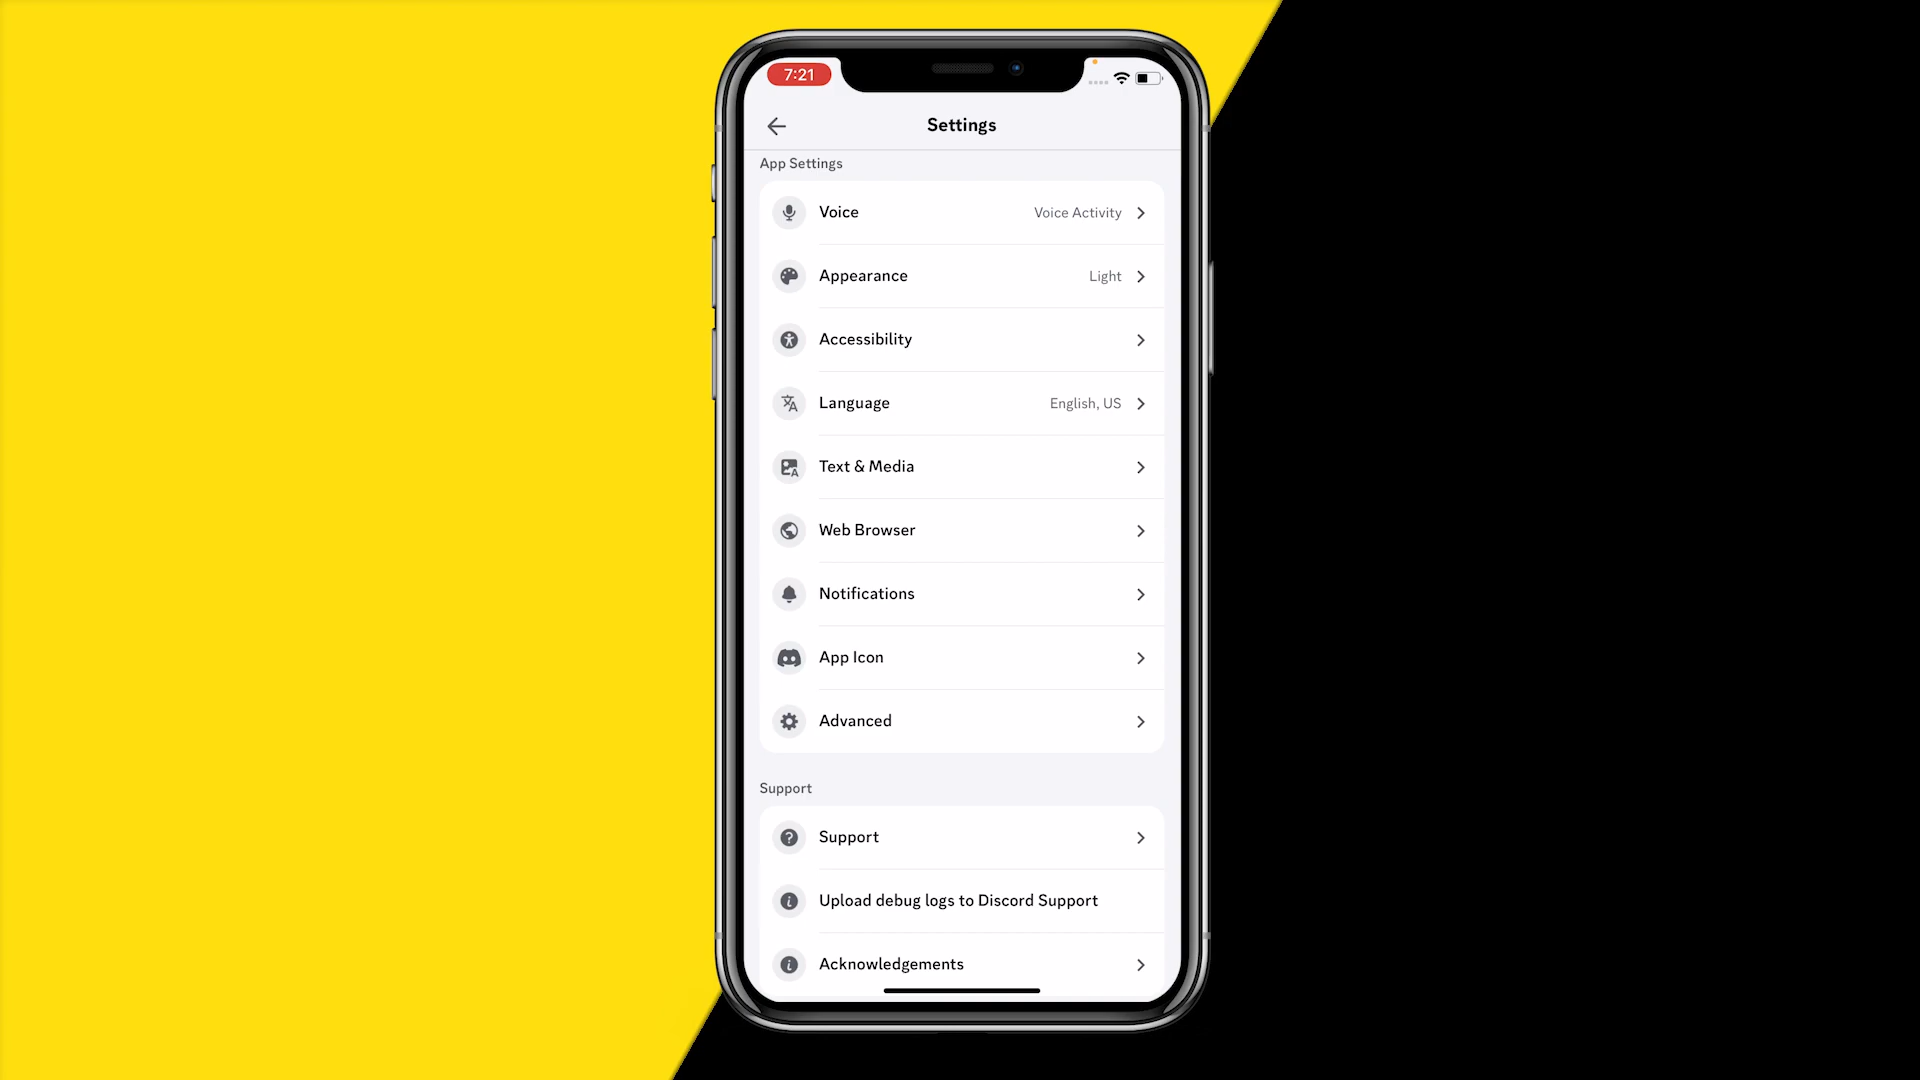 7:21
Settings
App Settings
Voice Voice Activity
Appearance Light
Accessibility
Language English, US
Text & Media
Web Browser
Notifications
App Icon
Advanced
Support
Support
Upload debug logs to Discord Support
Acknowledgements